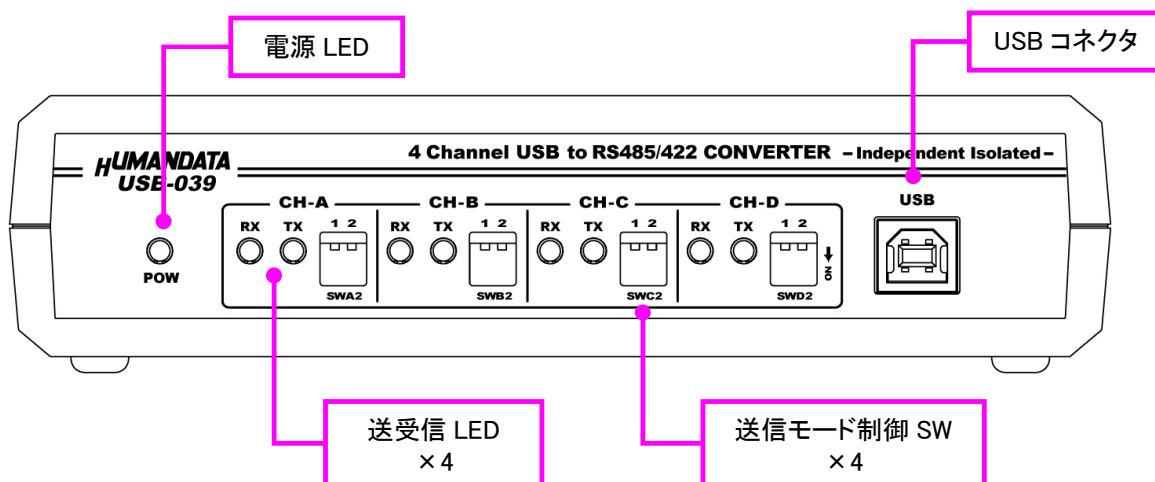 電源 LED
USB コネクタ
HUMANDATA
USB-039
4 Channel USB to RS485/422 CONVERTER －Independent Isolated－
CH-A CH-B CH-C CH-D
USB
RX TX 1 2 RX TX 1 2 RX TX 1 2 RX TX 1 2
POW
ON
SWA2 SWB2 SWC2 SWD2
送受信 LED
×4
送信モード制御 SW
×4